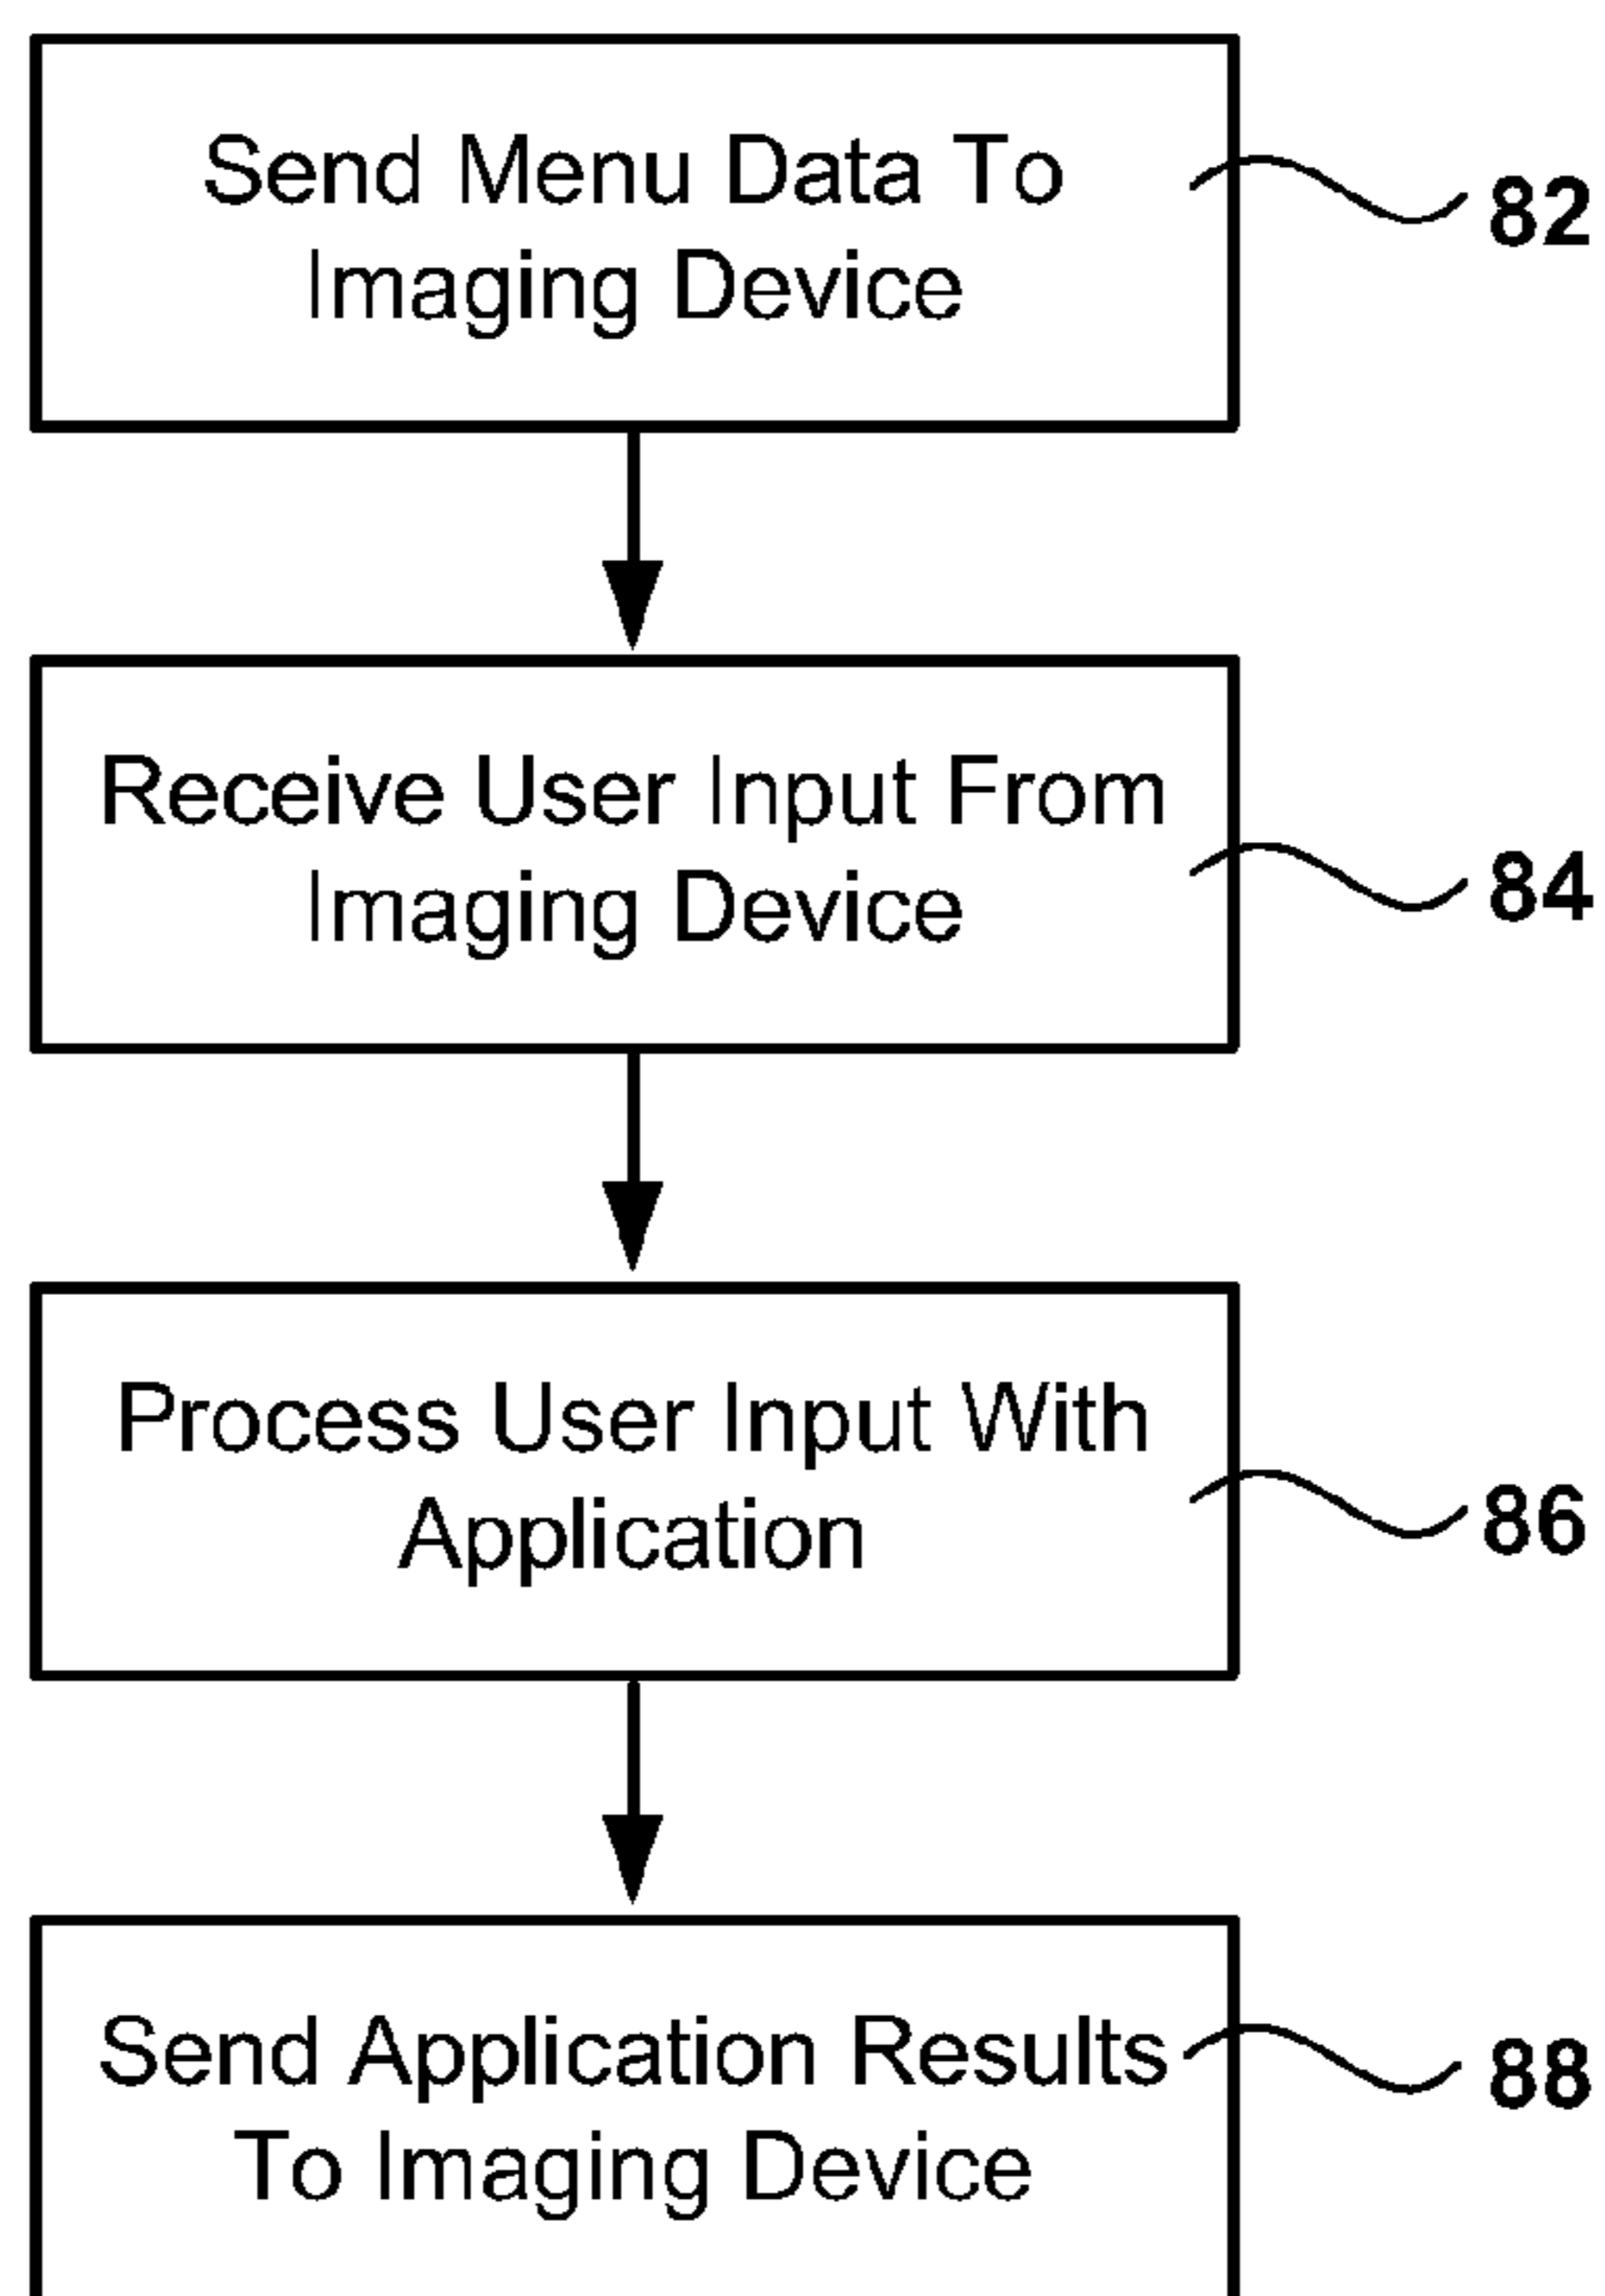 Send Menu Data To
Imaging Device
82
Receive User Input From
Imaging Device
84
Process User Input With
Application
86
Send Application Results
To Imaging Device
88